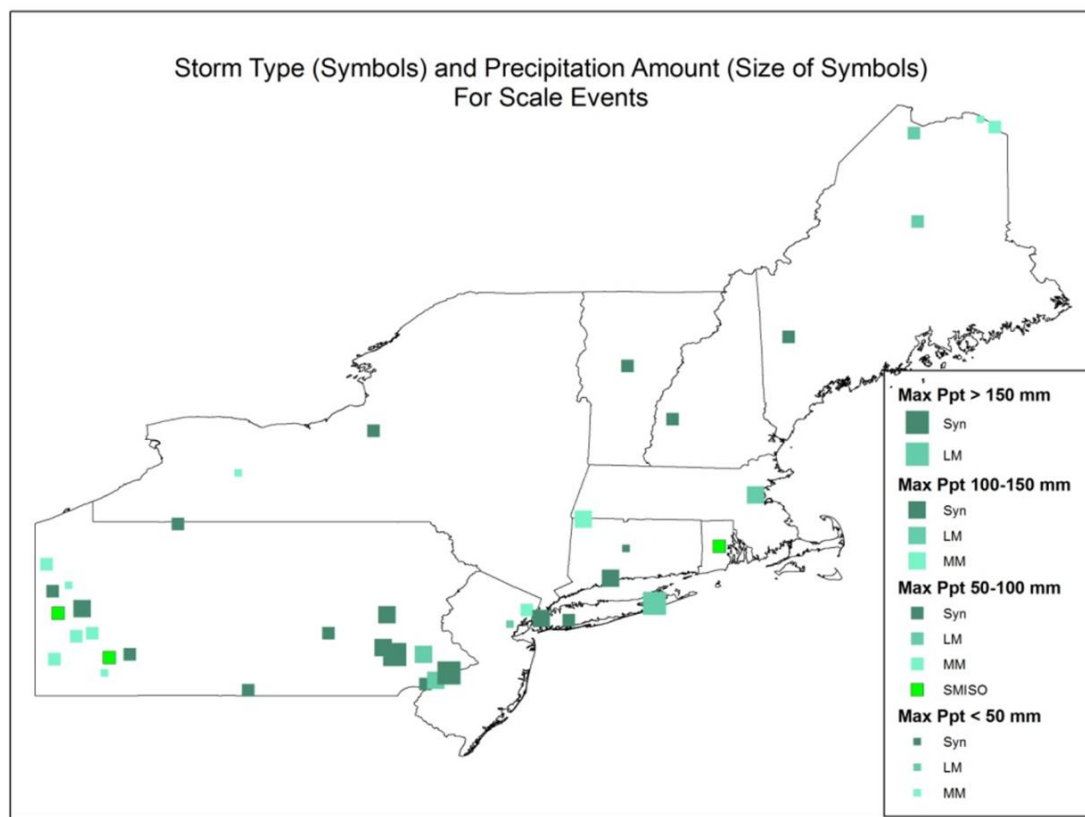 Storm Type (Symbols) and Precipitation Amount (Size of Symbols)
For Scale Events
Max Ppt > 150 mm
Syn
LM
Max Ppt 100-150 mm
Syn
LM
MM
Max Ppt 50-100 mm
Syn
LM
MM
SMISO
Max Ppt < 50 mm
Syn
LM
MM